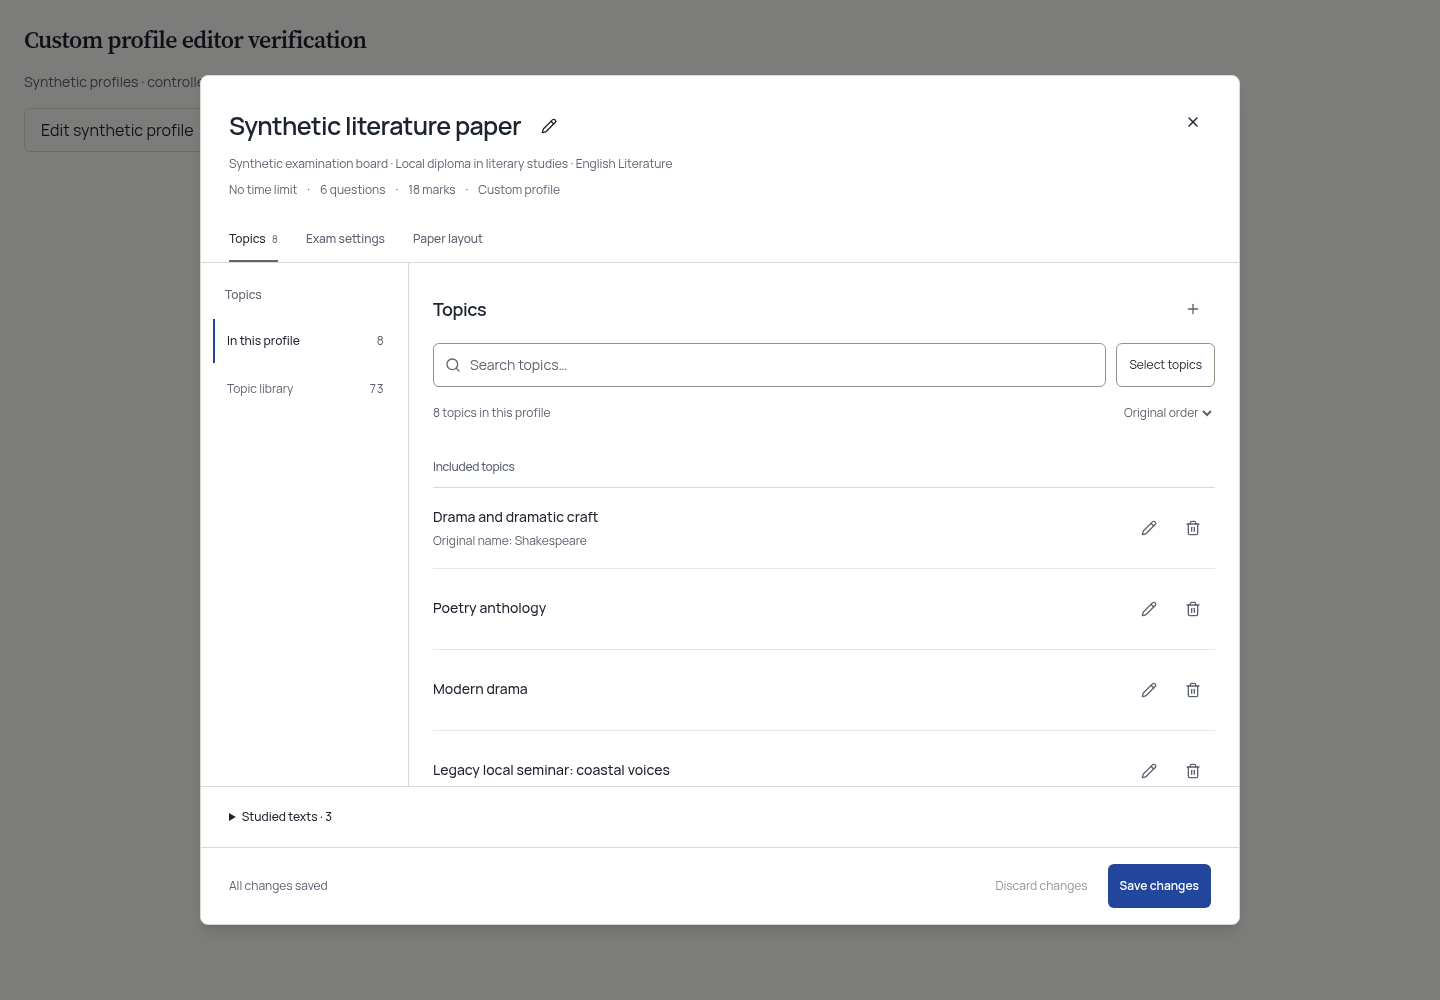 Custom profile editor verification
Synthetic profiles · controlle
Edit synthetic profile
Synthetic literature paper
Synthetic examination board · Local diploma in literary studies · English Literature
No time limit · 6 questions · 18 marks · Custom profile
Topics 8 Exam settings Paper layout
Topics
In this profile 8
Topic library 73
Topics
Search topics...
Select topics
8 topics in this profile
Original order
Included topics
Drama and dramatic craft
Original name: Shakespeare
Poetry anthology
Modern drama
Legacy local seminar: coastal voices
Studied texts · 3
All changes saved
Discard changes
Save changes